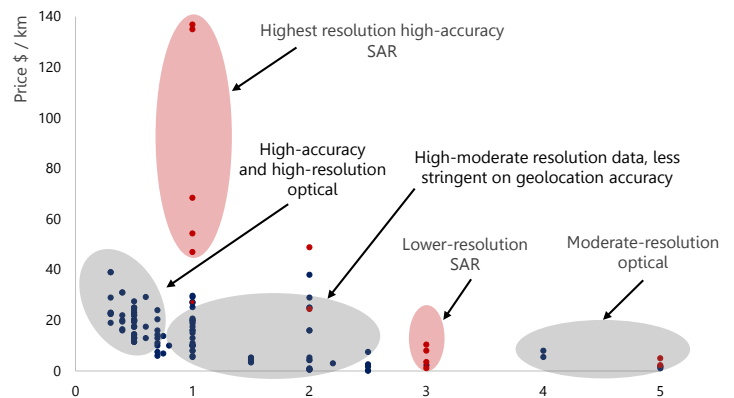 Price $ / km
140
120
100
80
60
40
20
0
0
1
2
3
4
5
Highest resolution high-accuracy
SAR
High-accuracy
and high-resolution
optical
High-moderate resolution data, less
stringent on geolocation accuracy
Lower-resolution
SAR
Moderate-resolution
optical